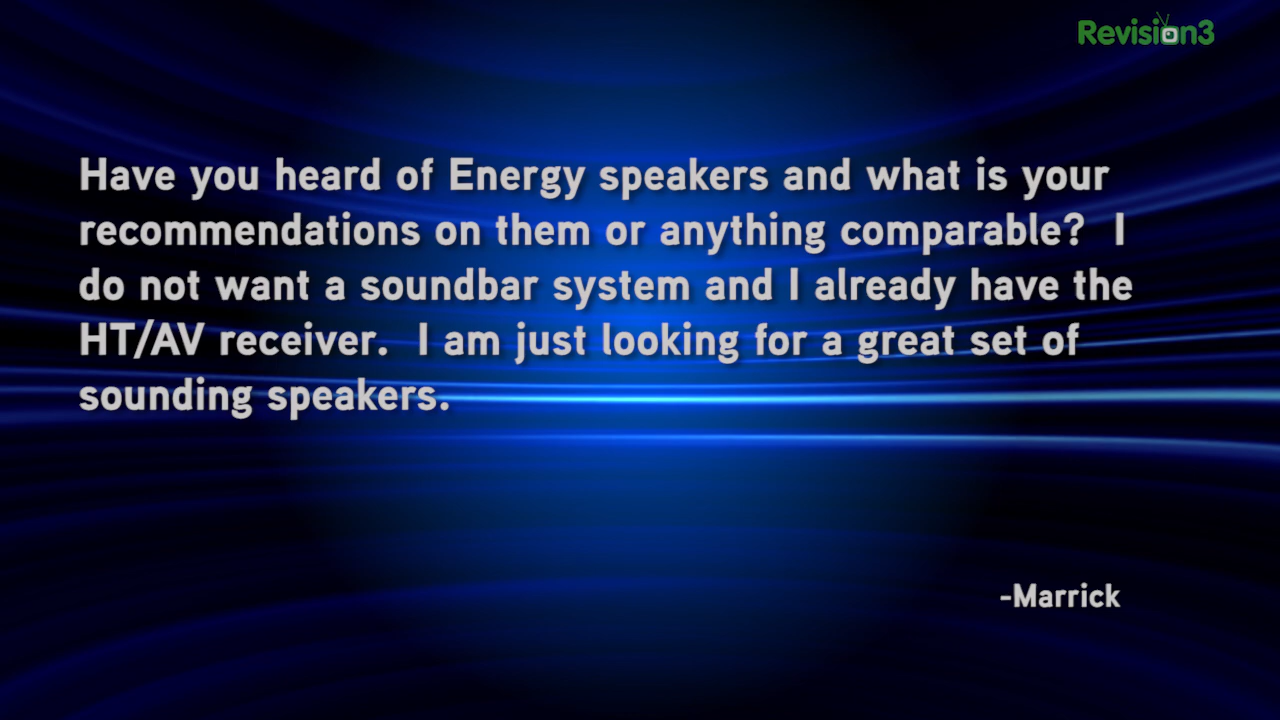 Revision3
Have you heard of Energy speakers and what is your
recommendations on them or anything comparable?  I
do not want a soundbar system and I already have the
HT/AV receiver.  I am just looking for a great set of
sounding speakers.
-Marrick